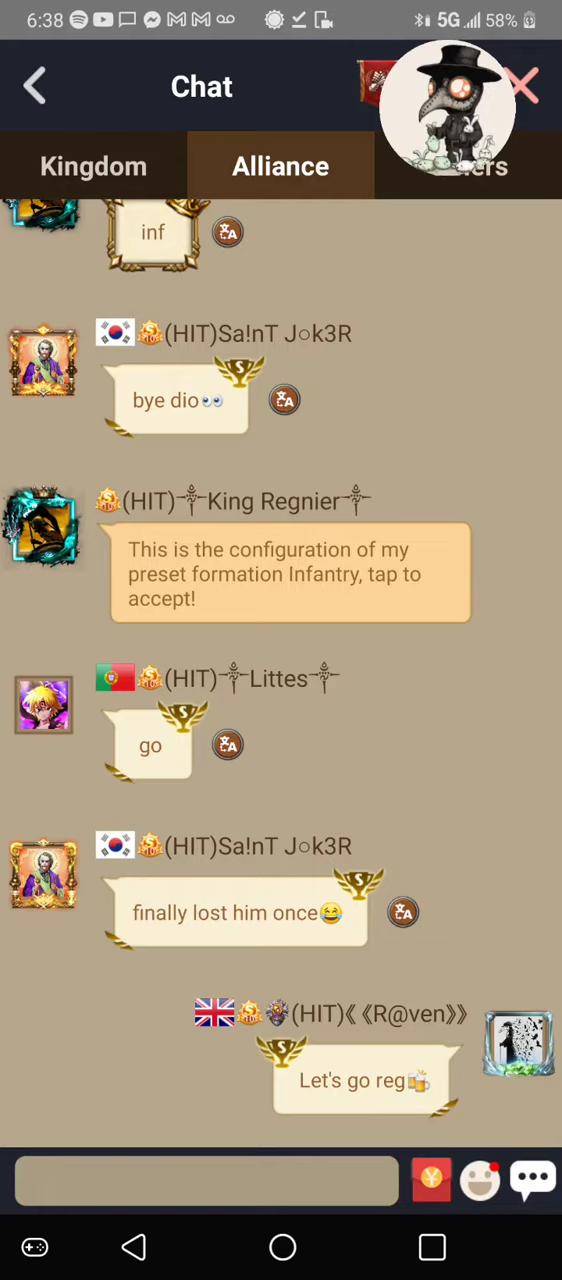 6:38
5G
58%
Chat
Kingdom
Alliance
ers
inf
(HIT)Sa!nT J○k3R
bye dio👀
(HIT)༒King Regnier༒
This is the configuration of my
preset formation Infantry, tap to
accept!
(HIT)༒Littes༒
go
(HIT)Sa!nT J○k3R
finally lost him once😂
(HIT)《《R@ven》》
Let's go reg🍻